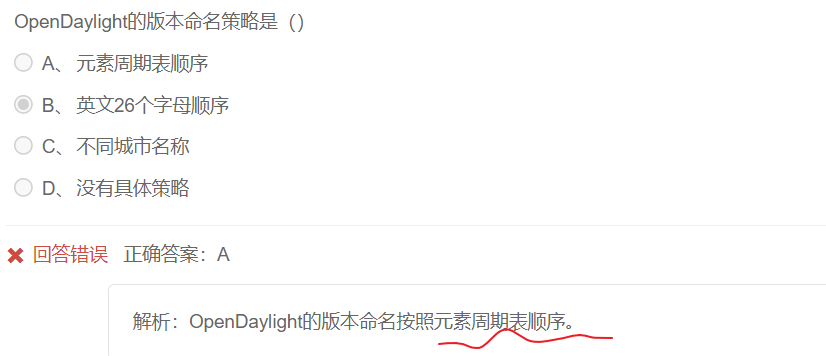 OpenDaylight的版本命名策略是（）
A、 元素周期表顺序
B、 英文26个字母顺序
C、 不同城市名称
D、 没有具体策略
回答错误 正确答案：A
解析：OpenDaylight的版本命名按照元素周期表顺序。